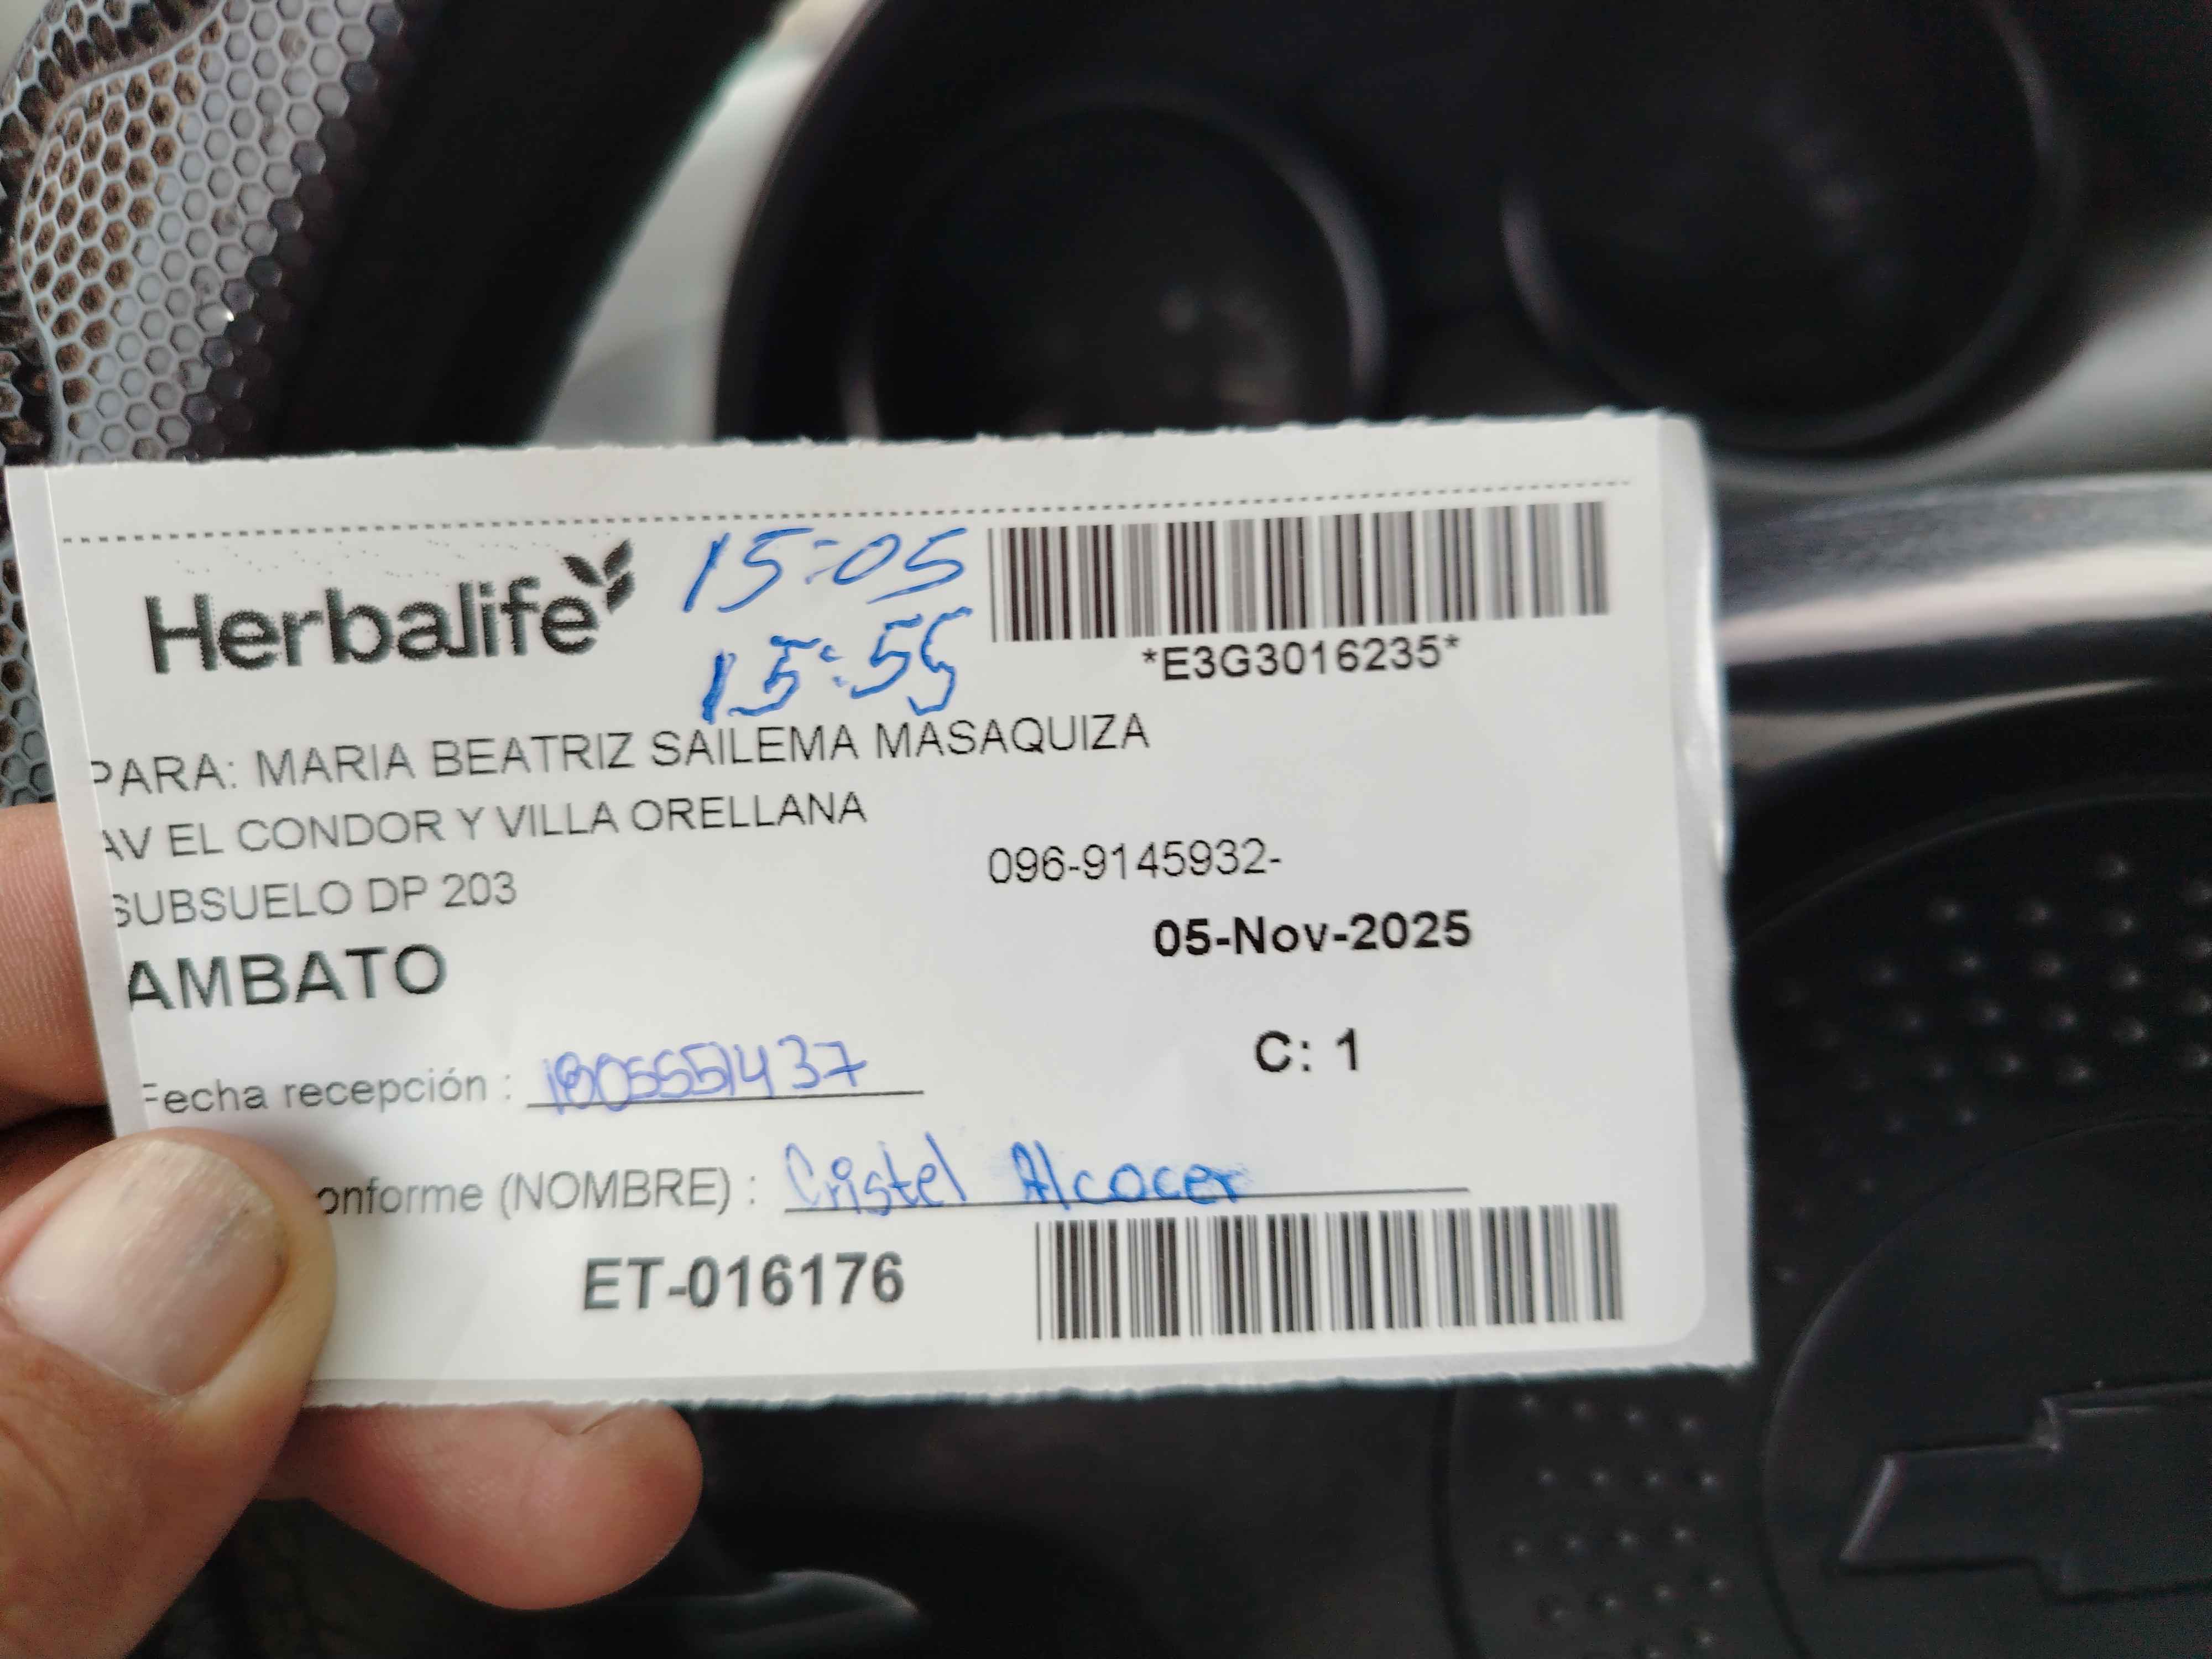 Herbalife
15:05
15:55
*E3G3016235*
PARA: MARIA BEATRIZ SAILEMA MASAQUIZA
AV EL CONDOR Y VILLA ORELLANA
096-9145932-
SUBSUELO DP 203
05-Nov-2025
AMBATO
C: 1
Fecha recepción :
onforme (NOMBRE) : Cristel Alcocer
ET-016176